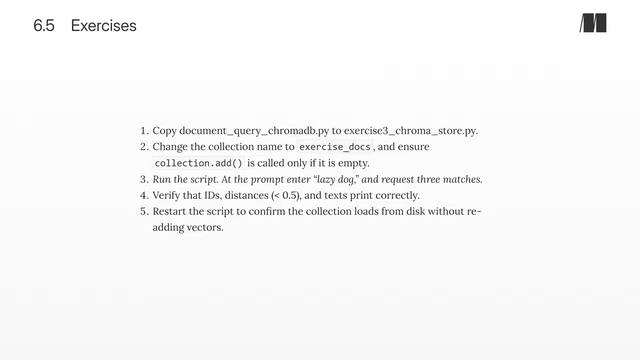 6.5 Exercises
1. Copy document_query_chromadb.py to exercise3_chroma_store.py.
2. Change the collection name to exercise_docs, and ensure
collection.add() is called only if it is empty.
3. Run the script. At the prompt enter “lazy dog,” and request three matches.
4. Verify that IDs, distances (< 0.5), and texts print correctly.
5. Restart the script to confirm the collection loads from disk without re-
adding vectors.